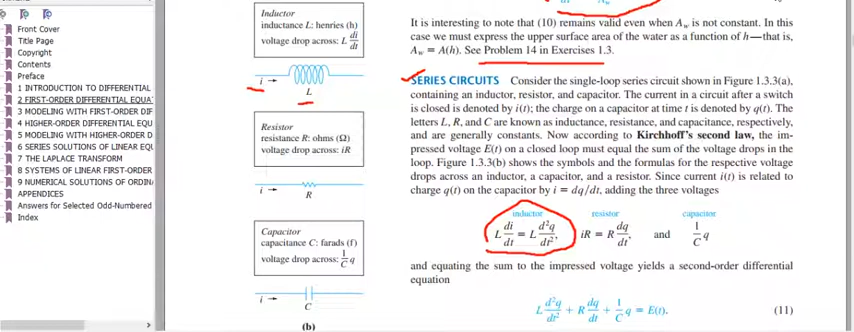 Front Cover
Title Page
Copyright
Contents
Preface
1 INTRODUCTION TO DIFFERENTIAL
2 FIRST-ORDER DIFFERENTIAL EQUA
3 MODELING WITH FIRST-ORDER DIF
4 HIGHER-ORDER DIFFERENTIAL EQU
5 MODELING WITH HIGHER-ORDER D
6 SERIES SOLUTIONS OF LINEAR EQU
7 THE LAPLACE TRANSFORM
8 SYSTEMS OF LINEAR FIRST-ORDER
9 NUMERICAL SOLUTIONS OF ORDIN
APPENDICES
Answers for Selected Odd-Numbered
Index
Inductor
inductance L: henries (h)
voltage drop across: L di/dt
i →
L
Resistor
resistance R: ohms (Ω)
voltage drop across: iR
i →
R
Capacitor
capacitance C: farads (f)
voltage drop across: 1/C q
i →
C
(b)
A_w
It is interesting to note that (10) remains valid even when A_w is not constant. In this
case we must express the upper surface area of the water as a function of h—that is,
A_w = A(h). See Problem 14 in Exercises 1.3.
SERIES CIRCUITS Consider the single-loop series circuit shown in Figure 1.3.3(a),
containing an inductor, resistor, and capacitor. The current in a circuit after a switch
is closed is denoted by i(t); the charge on a capacitor at time t is denoted by q(t). The
letters L, R, and C are known as inductance, resistance, and capacitance, respectively,
and are generally constants. Now according to Kirchhoff's second law, the im-
pressed voltage E(t) on a closed loop must equal the sum of the voltage drops in the
loop. Figure 1.3.3(b) shows the symbols and the formulas for the respective voltage
drops across an inductor, a capacitor, and a resistor. Since current i(t) is related to
charge q(t) on the capacitor by i = dq/dt, adding the three voltages
inductor resistor capacitor
L di/dt = L d²q/dt², iR = R dq/dt, and 1/C q
and equating the sum to the impressed voltage yields a second-order differential
equation
L d²q/dt² + R dq/dt + 1/C q = E(t). (11)